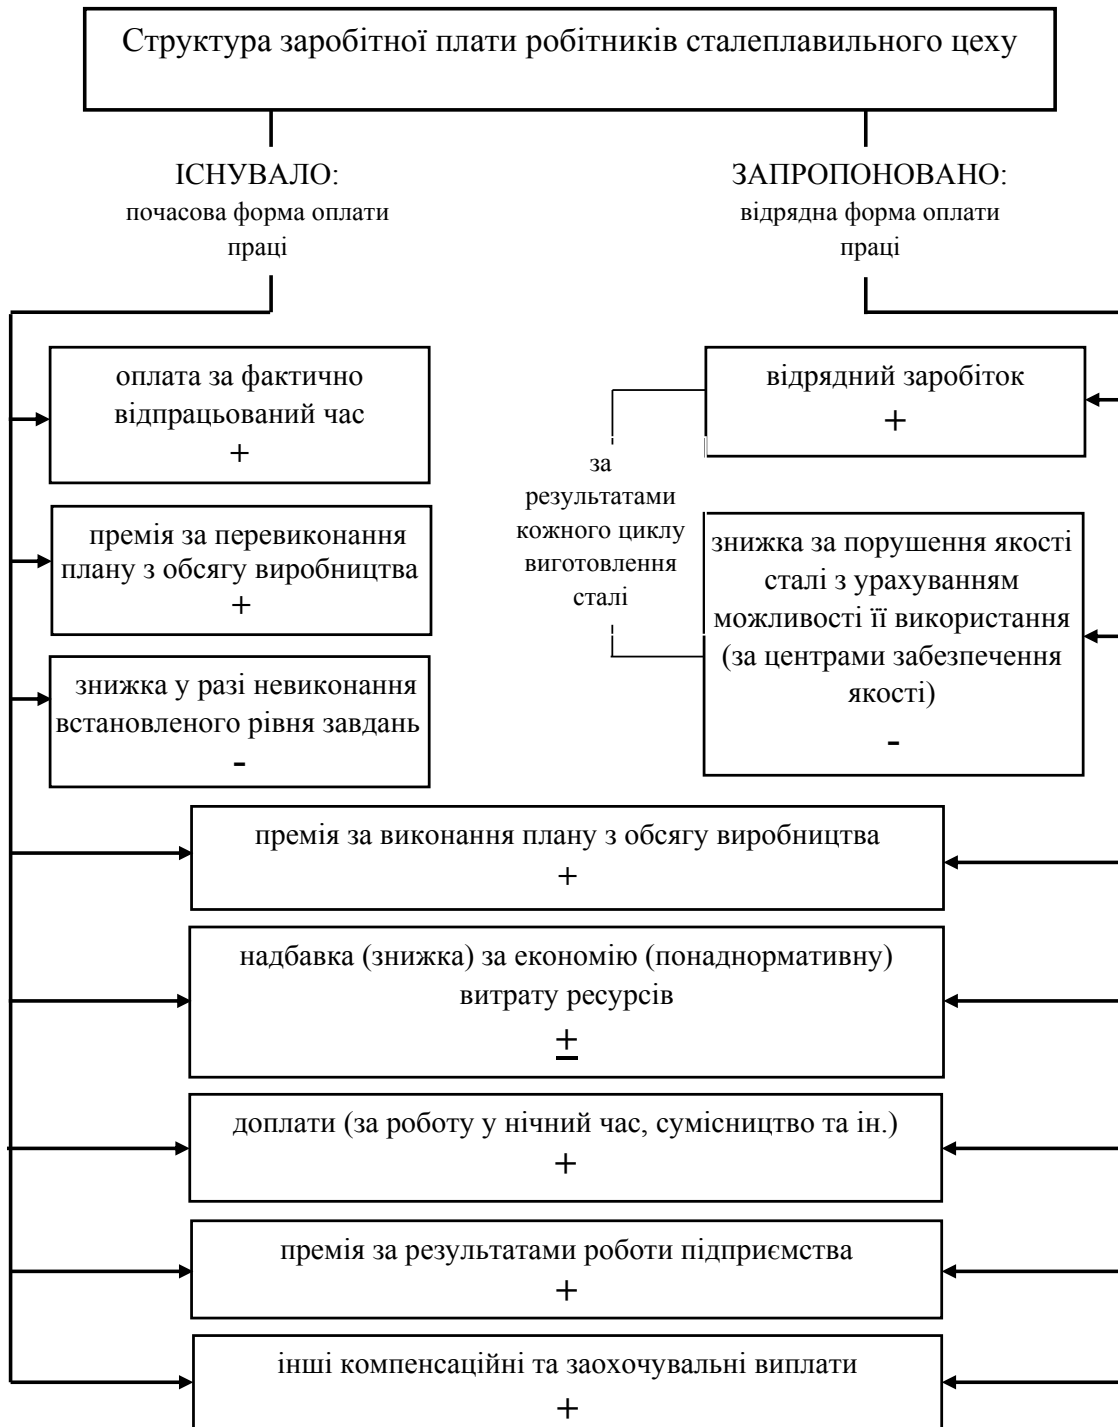 Структура заробітної плати робітників сталеплавильного цеху
ІСНУВАЛО:
почасова форма оплати
праці
ЗАПРОПОНОВАНО:
відрядна форма оплати
праці
оплата за фактично
відпрацьований час
+
премія за перевиконання
плану з обсягу виробництва
+
знижка у разі невиконання
встановленого рівня завдань
-
відрядний заробіток
+
за
результатами
кожного циклу
виготовлення
сталі
знижка за порушення якості
сталі з урахуванням
можливості її використання
(за центрами забезпечення
якості)
-
премія за виконання плану з обсягу виробництва
+
надбавка (знижка) за економію (понаднормативну)
витрату ресурсів
±
доплати (за роботу у нічний час, сумісництво та ін.)
+
премія за результатами роботи підприємства
+
інші компенсаційні та заохочувальні виплати
+